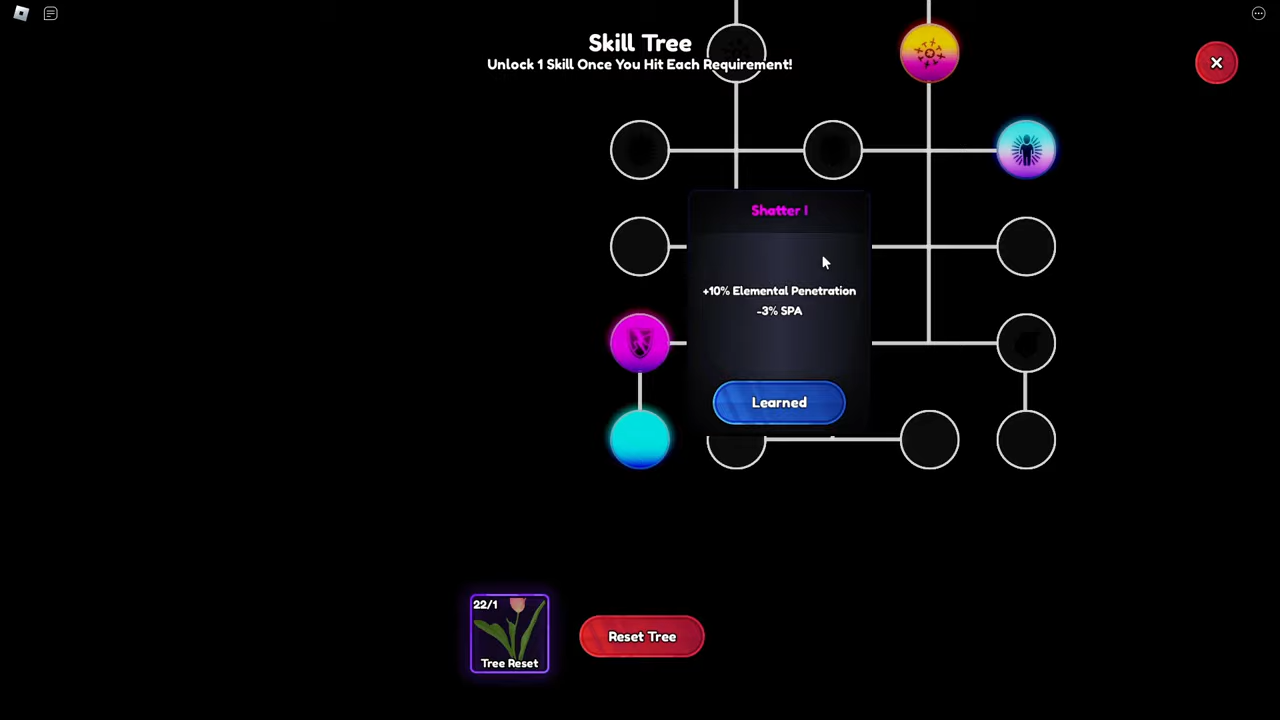 Skill Tree
Unlock 1 Skill Once You Hit Each Requirement!
Shatter I
+10% Elemental Penetration
-3% SPA
Learned
22/1
Tree Reset
Reset Tree